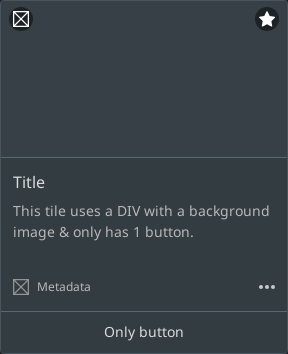 Title
This tile uses a DIV with a background
image & only has 1 button.
Metadata
Only button